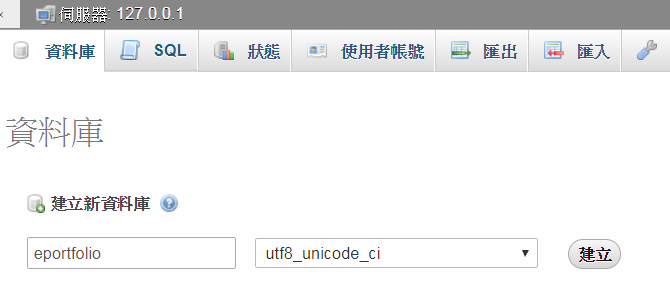 伺服器: 127.0.0.1
資料庫 SQL 狀態 使用者帳號 匯出 匯入
資料庫
建立新資料庫
eportfolio utf8_unicode_ci 建立